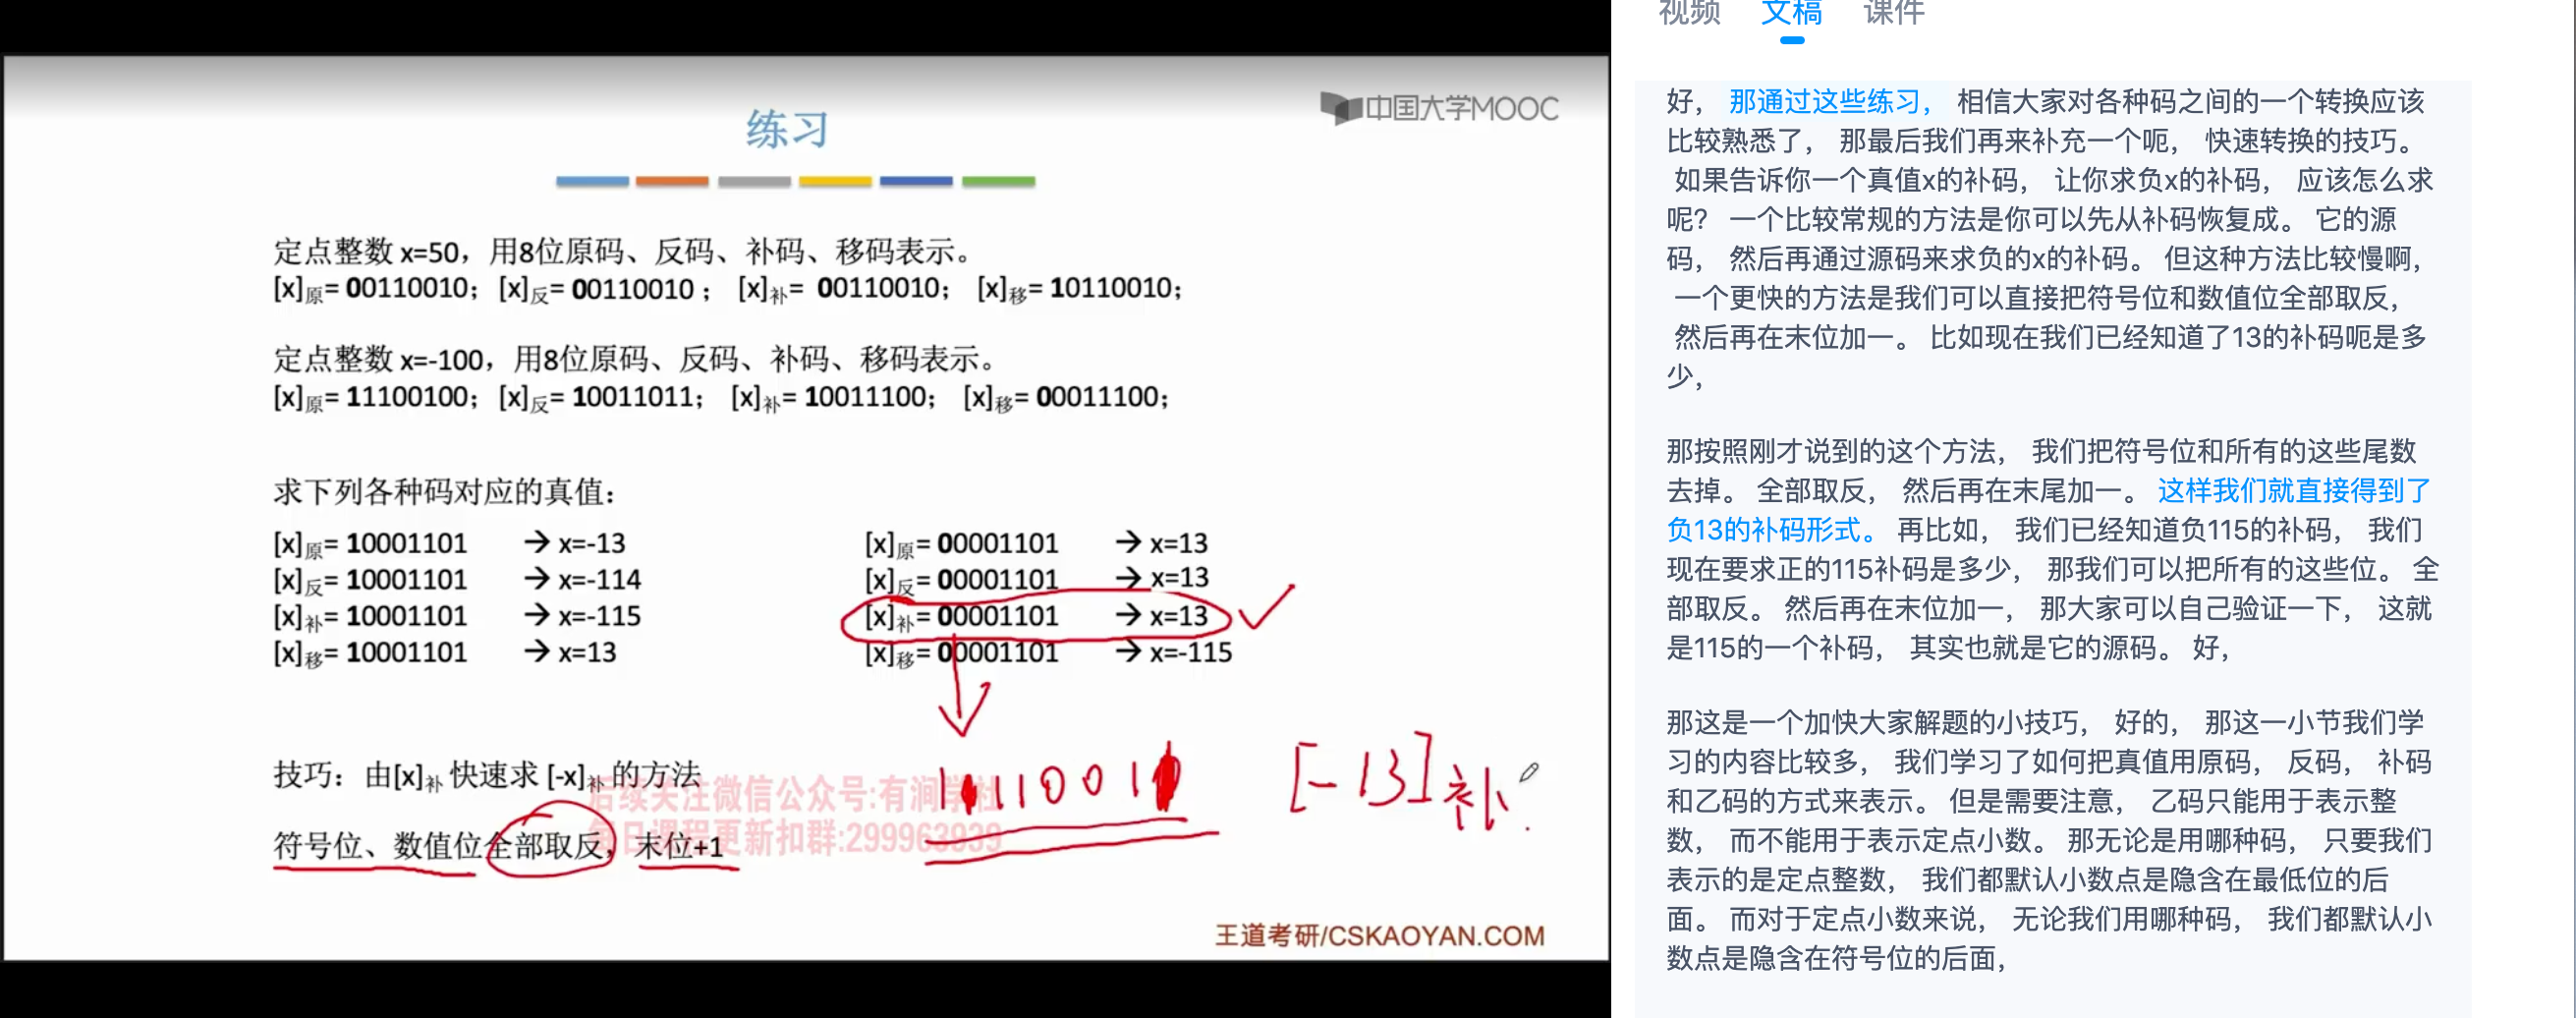 练习
中国大学MOOC
定点整数 x=50，用8位原码、反码、补码、移码表示。
[x]原= 00110010； [x]反= 00110010； [x]补= 00110010； [x]移= 10110010；
定点整数 x=-100，用8位原码、反码、补码、移码表示。
[x]原= 11100100； [x]反= 10011011； [x]补= 10011100； [x]移= 00011100；
求下列各种码对应的真值：
[x]原= 10001101 → x=-13 [x]原= 00001101 → x=13
[x]反= 10001101 → x=-114 [x]反= 00001101 → x=13
[x]补= 10001101 → x=-115 [x]补= 00001101 → x=13
[x]移= 10001101 → x=13 [x]移= 00001101 → x=-115
技巧：由[x]补 快速求 [-x]补 的方法
[-13]补
后续关注微信公众号:有涧学社
符号位、数值位全部取反，末位+1
每日课程更新扣群:299963939
王道考研/CSKAOYAN.COM
视频 文稿 课件
好， 那通过这些练习， 相信大家对各种码之间的一个转换应该
比较熟悉了， 那最后我们再来补充一个呃， 快速转换的技巧。
如果告诉你一个真值x的补码， 让你求负x的补码， 应该怎么求
呢？ 一个比较常规的方法是你可以先从补码恢复成。 它的源
码， 然后再通过源码来求负的x的补码。 但这种方法比较慢啊，
一个更快的方法是我们可以直接把符号位和数值位全部取反，
然后再在末位加一。 比如现在我们已经知道了13的补码呃是多
少，
那按照刚才说到的这个方法， 我们把符号位和所有的这些尾数
去掉。 全部取反， 然后再在末尾加一。 这样我们就直接得到了
负13的补码形式。 再比如， 我们已经知道负115的补码， 我们
现在要求正的115补码是多少， 那我们可以把所有的这些位。 全
部取反。 然后再在末位加一， 那大家可以自己验证一下， 这就
是115的一个补码， 其实也就是它的源码。 好，
那这是一个加快大家解题的小技巧， 好的， 那这一小节我们学
习的内容比较多， 我们学习了如何把真值用原码， 反码， 补码
和乙码的方式来表示。 但是需要注意， 乙码只能用于表示整
数， 而不能用于表示定点小数。 那无论是用哪种码， 只要我们
表示的是定点整数， 我们都默认小数点是隐含在最低位的后
面。 而对于定点小数来说， 无论我们用哪种码， 我们都默认小
数点是隐含在符号位的后面，